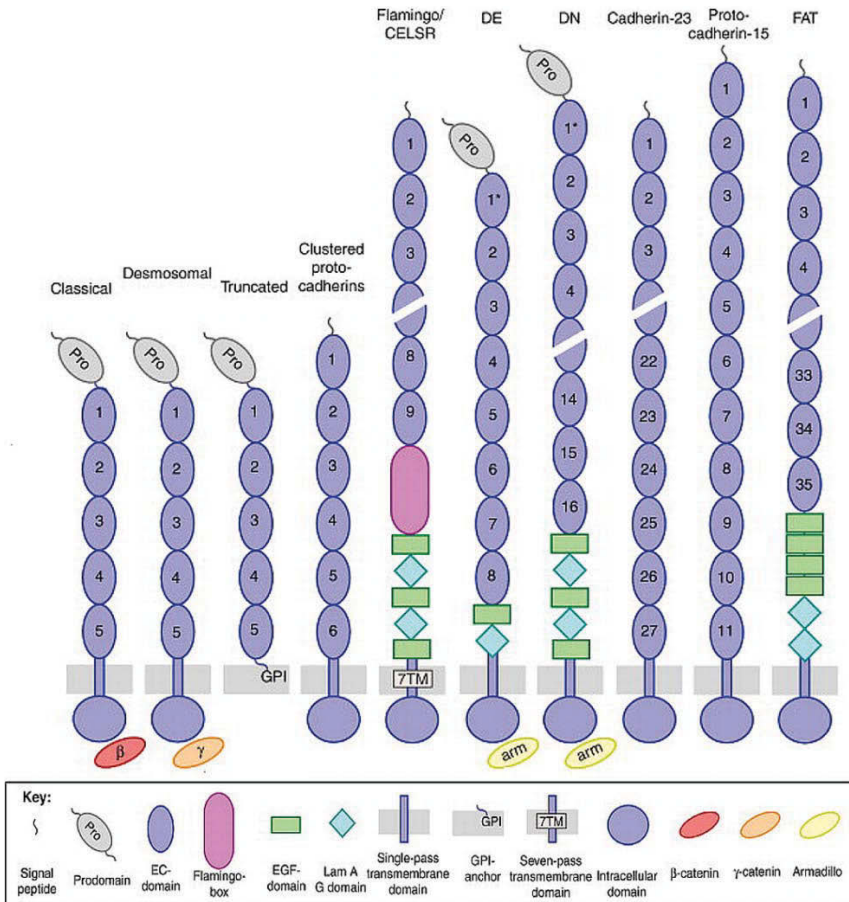 Flamingo/
CELSR
DE
DN
Cadherin-23
Proto-
cadherin-15
FAT
Classical
Desmosomal
Truncated
Clustered
proto-
cadherins
Pro
1
2
3
4
5
β
Pro
1
2
3
4
5
γ
Pro
1
2
3
4
5
GPI
1
2
3
4
5
6
1
2
3
8
9
7TM
Pro
1*
2
3
4
5
6
7
8
arm
Pro
1*
2
3
4
14
15
16
arm
1
2
3
22
23
24
25
26
27
1
2
3
4
5
6
7
8
9
10
11
1
2
3
4
33
34
35
Key:
Signal
peptide
Pro
Prodomain
EC-
domain
Flamingo-
box
EGF-
domain
Lam A
G domain
Single-pass
transmembrane
domain
GPI
GPI-
anchor
7TM
Seven-pass
transmembrane
domain
Intracellular
domain
β-catenin
γ-catenin
Armadillo